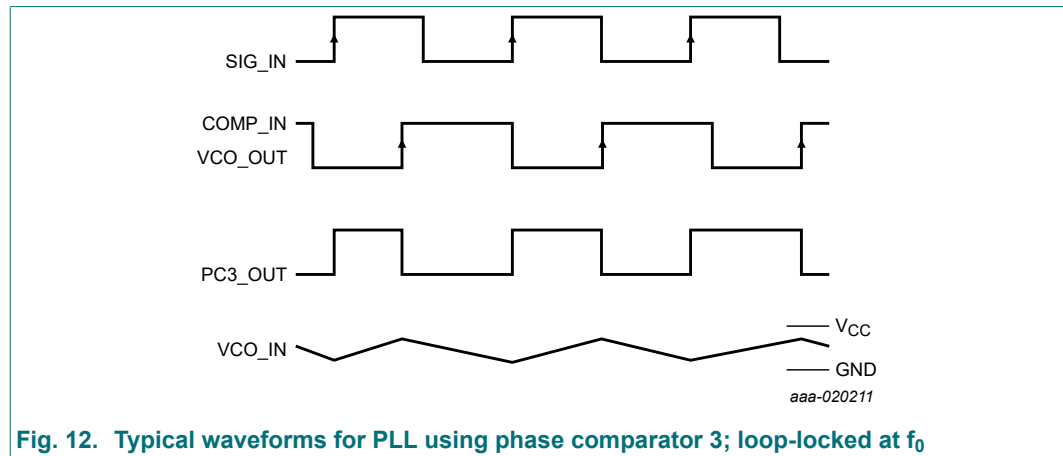 SIG_IN
COMP_IN
VCO_OUT
PC3_OUT
VCO_IN
VCC
GND
aaa-020211
Fig. 12. Typical waveforms for PLL using phase comparator 3; loop-locked at f0